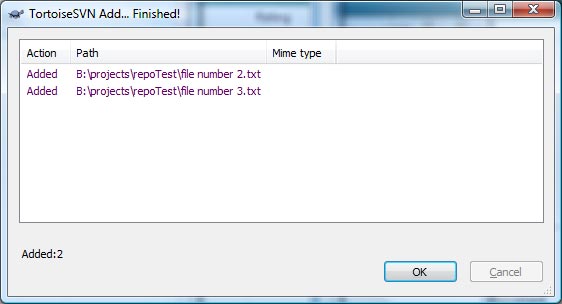 TortoiseSVN Add... Finished!
Action Path Mime type
Added B:\projects\repoTest\file number 2.txt
Added B:\projects\repoTest\file number 3.txt
Added:2
OK Cancel